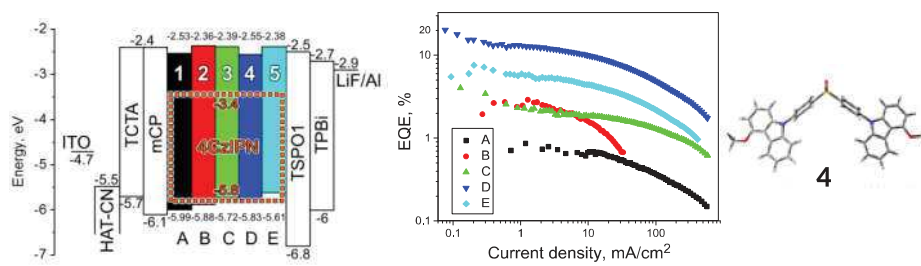 Energy, eV
-2
-3
-4
-5
-6
-7
ITO
-4.7
-5.5
HAT-CN
TCTA
-5.7
-2.4
mCP
-6.1
-2.53
-2.36
-2.39
-2.55
-2.38
1
2
3
4
5
-3.4
4CzIPN
-5.8
-5.99
-5.88
-5.72
-5.83
-5.61
A
B
C
D
E
-2.5
TSPO1
-6.8
-2.7
TPBi
-6
-2.9
LiF/Al
EQE, %
20
10
1
0.1
A
B
C
D
E
0.1
1
10
100
Current density, mA/cm²
4